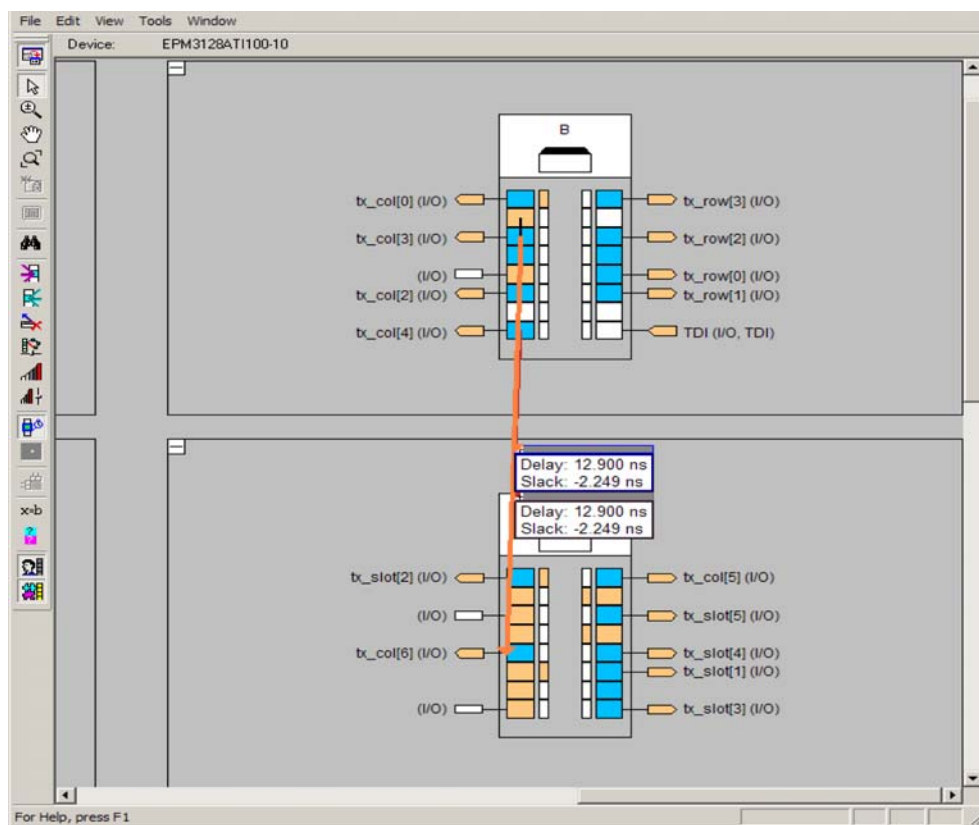 File Edit View Tools Window
Device: EPM3128ATI100-10
B
tx_col[0] (I/O)
tx_row[3] (I/O)
tx_col[3] (I/O)
tx_row[2] (I/O)
(I/O)
tx_row[0] (I/O)
tx_col[2] (I/O)
tx_row[1] (I/O)
tx_col[4] (I/O)
TDI (I/O, TDI)
Delay: 12.900 ns
Slack: -2.249 ns
Delay: 12.900 ns
Slack: -2.249 ns
tx_slot[2] (I/O)
tx_col[5] (I/O)
(I/O)
tx_slot[5] (I/O)
tx_col[6] (I/O)
tx_slot[4] (I/O)
tx_slot[1] (I/O)
(I/O)
tx_slot[3] (I/O)
x=b
For Help, press F1